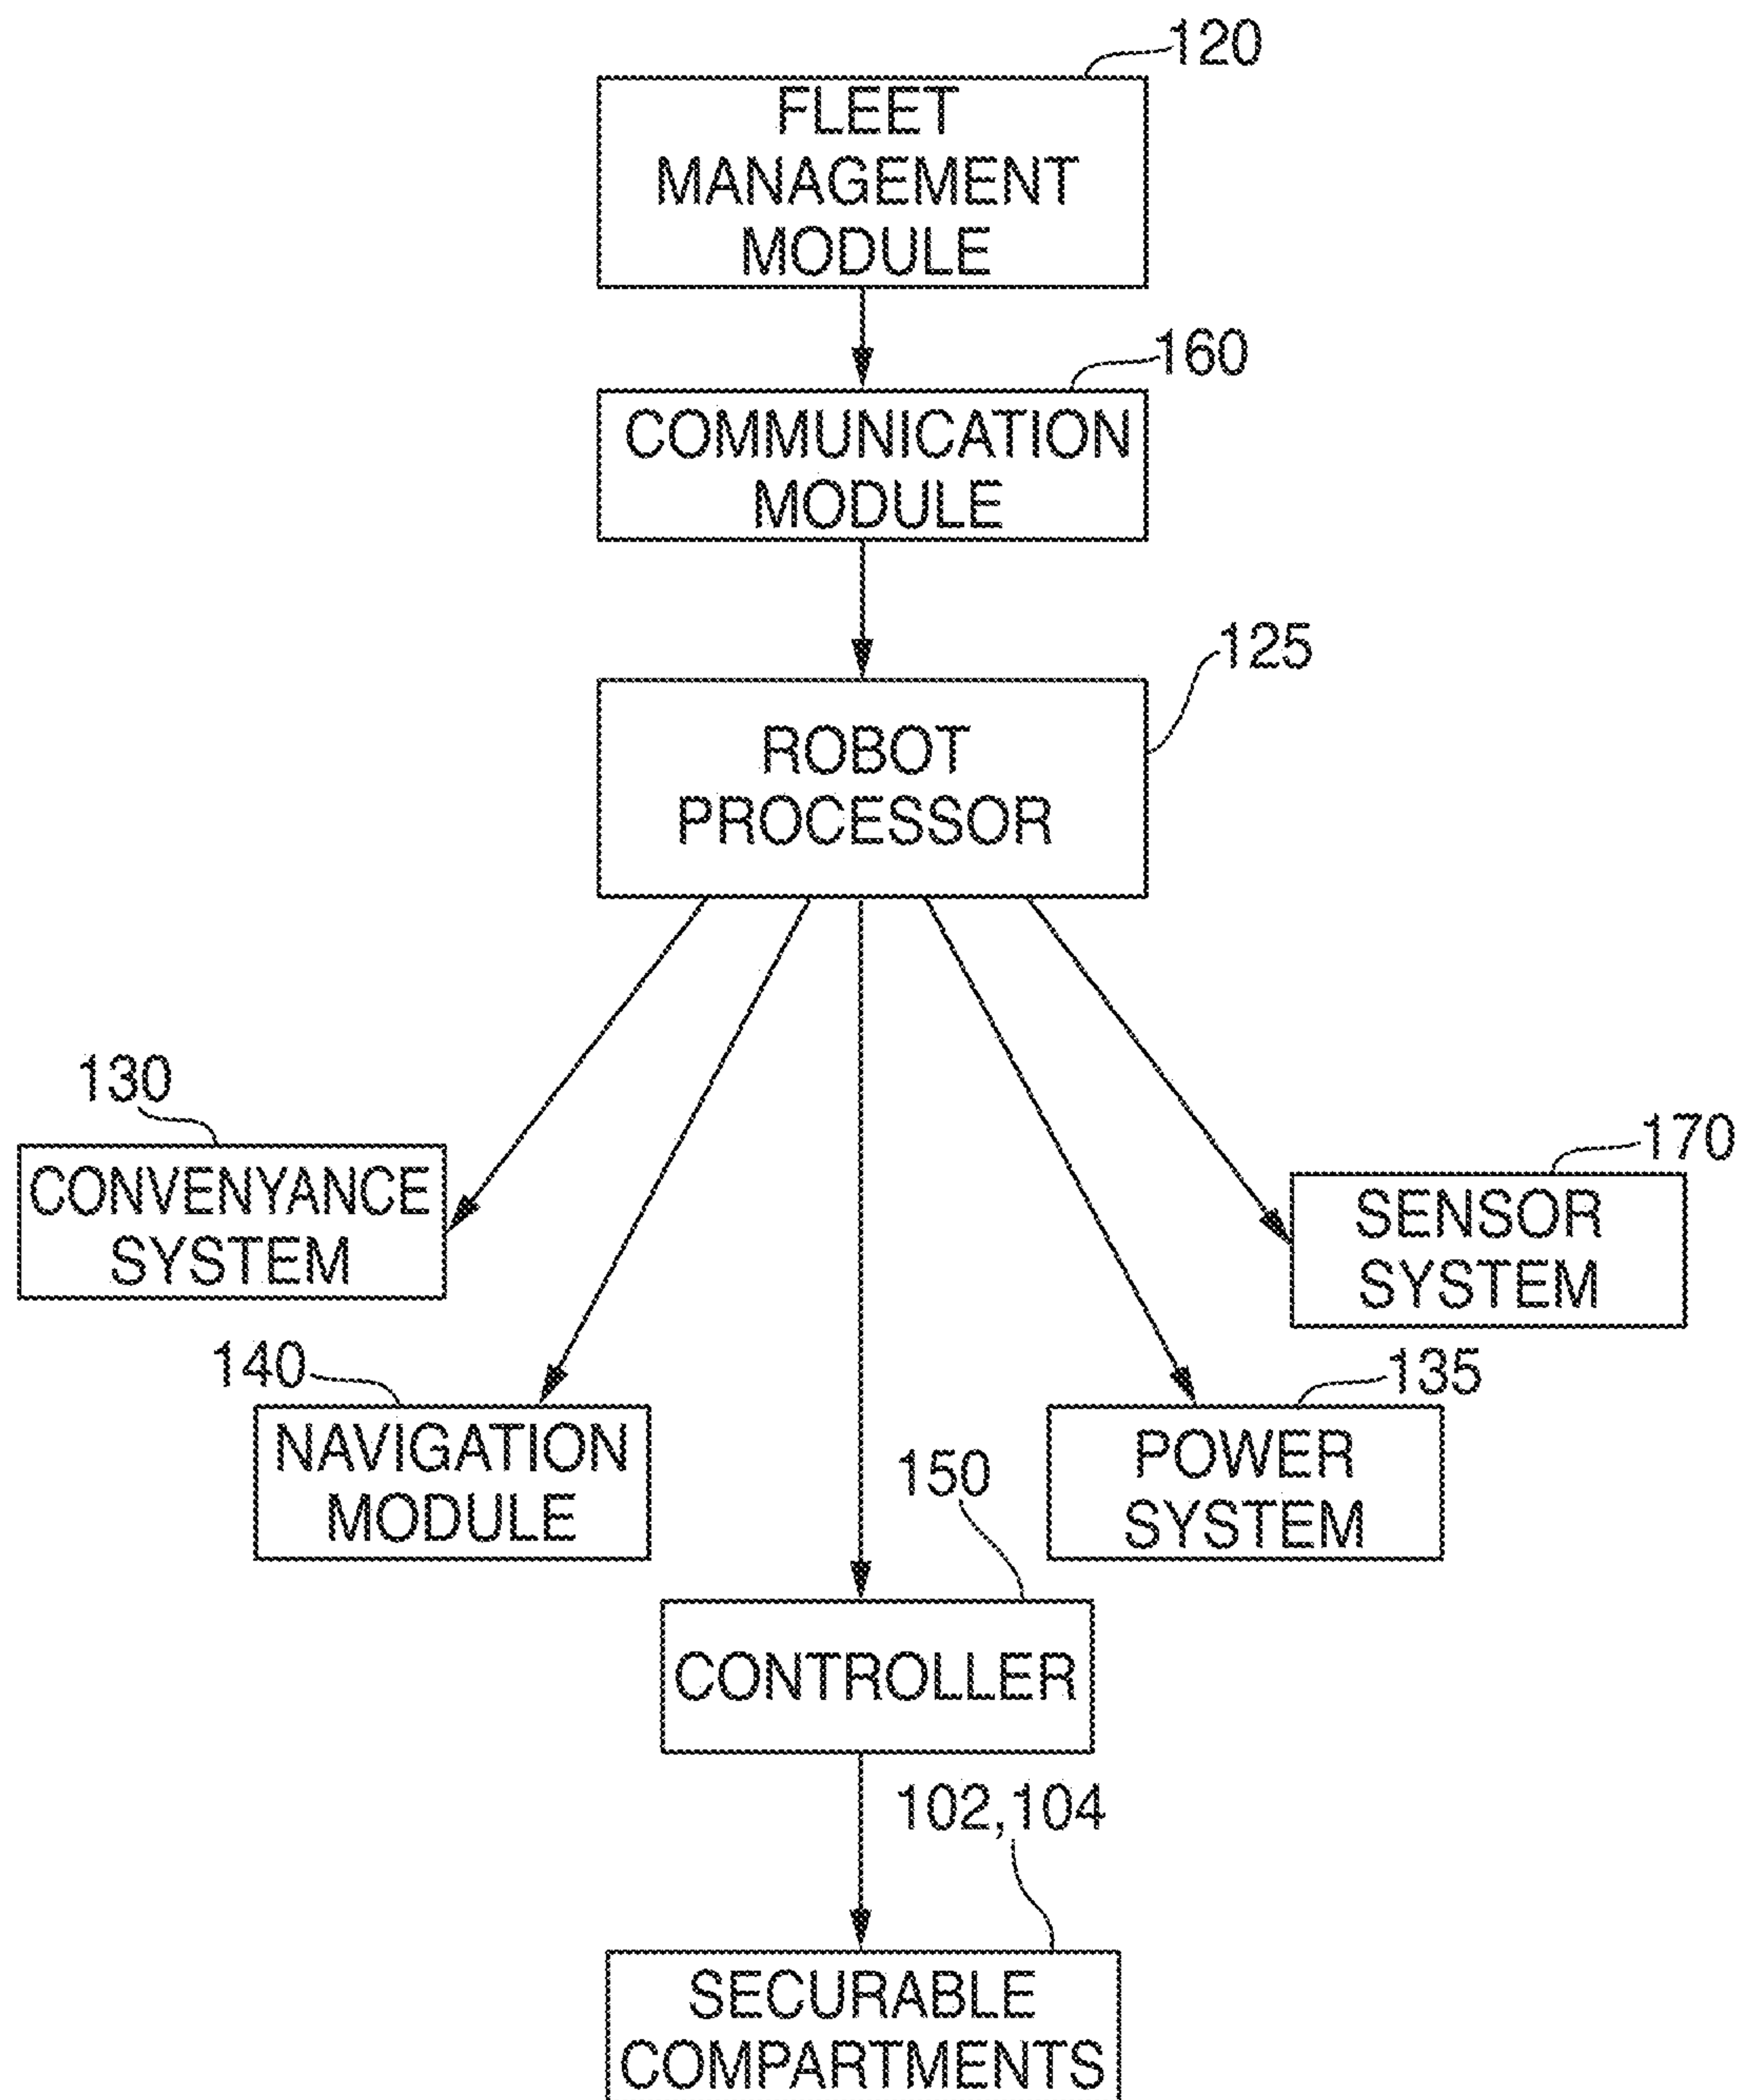 120
FLEET
MANAGEMENT
MODULE
160
COMMUNICATION
MODULE
125
ROBOT
PROCESSOR
130
CONVENYANCE
SYSTEM
170
SENSOR
SYSTEM
140
NAVIGATION
MODULE
135
POWER
SYSTEM
150
CONTROLLER
102,104
SECURABLE
COMPARTMENTS